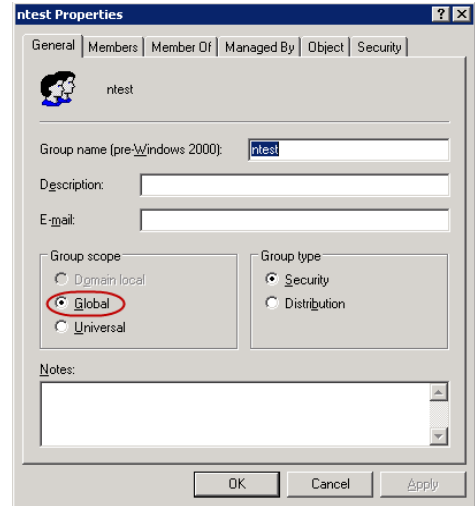 ntest Properties
General Members Member Of Managed By Object Security
ntest
Group name (pre-Windows 2000): ntest
Description:
E-mail:
Group scope Group type
Domain local Security
Global Distribution
Universal
Notes:
OK Cancel Apply